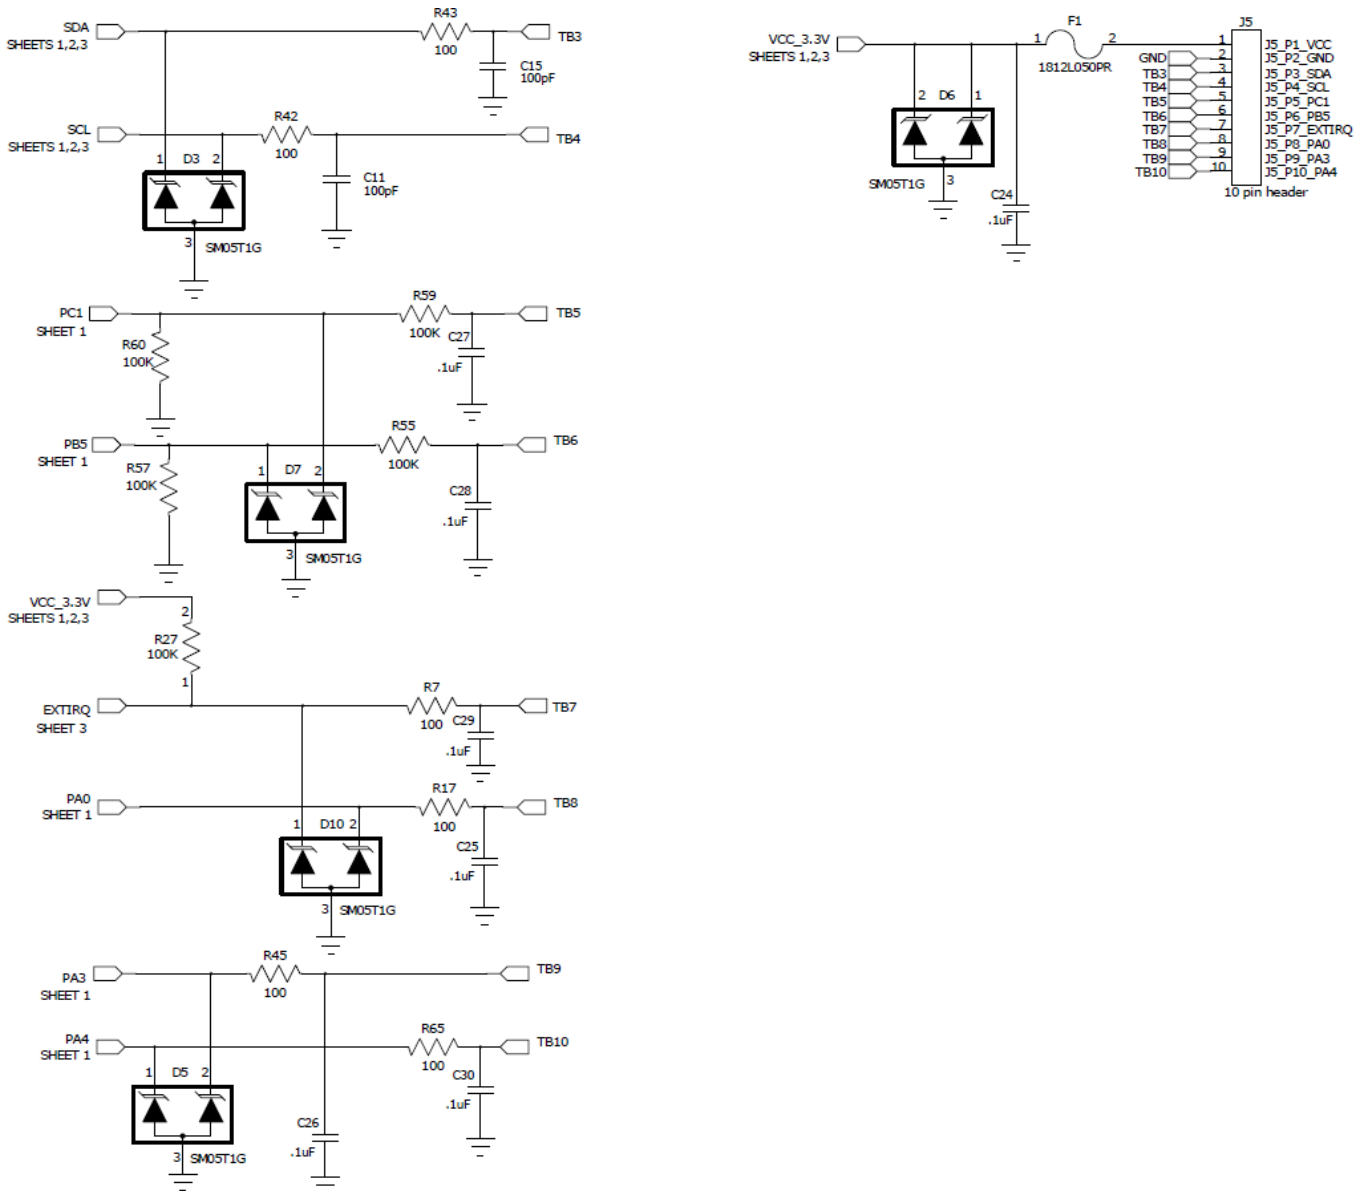 SDA
SHEETS 1,2,3
R43
100
TB3
C15
100pF
SCL
SHEETS 1,2,3
R42
100
TB4
1 D3 2
C11
100pF
3
SM05T1G
VCC_3.3V
SHEETS 1,2,3
F1
1 2
1812L050PR
2 D6 1
SM05T1G
3
C24
.1uF
J5
1 J5_P1_VCC
GND 2 J5_P2_GND
TB3 3 J5_P3_SDA
TB4 4 J5_P4_SCL
TB5 5 J5_P5_PC1
TB6 6 J5_P6_PB5
TB7 7 J5_P7_EXTIRQ
TB8 8 J5_P8_PA0
TB9 9 J5_P9_PA3
TB10 10 J5_P10_PA4
10 pin header
PC1
SHEET 1
R59
100K
TB5
R60
100K
C27
.1uF
PB5
SHEET 1
R55
100K
TB6
R57
100K
1 D7 2
C28
.1uF
3
SM05T1G
VCC_3.3V
SHEETS 1,2,3
2
R27
100K
1
EXTIRQ
SHEET 3
R7
100
TB7
C29
.1uF
PA0
SHEET 1
R17
100
TB8
1 D10 2
C25
.1uF
3
SM05T1G
PA3
SHEET 1
R45
100
TB9
PA4
SHEET 1
R65
100
TB10
1 D5 2
C30
.1uF
C26
.1uF
3
SM05T1G